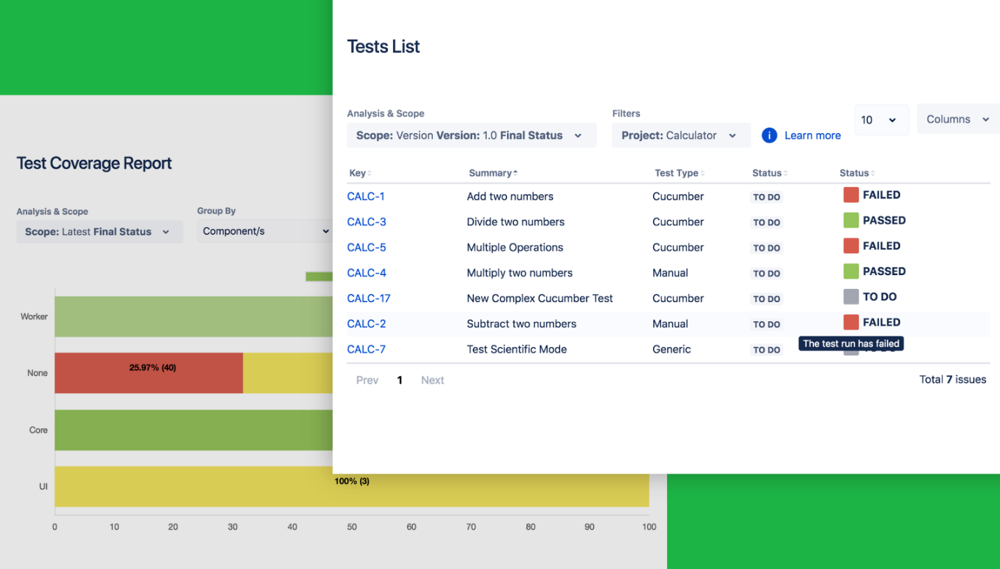 Tests List
Analysis & Scope
Scope: Version Version: 1.0 Final Status
Filters
Project: Calculator
i Learn more
10
Columns
Key Summary Test Type Status Status
CALC-1 Add two numbers Cucumber TO DO FAILED
CALC-3 Divide two numbers Cucumber TO DO PASSED
CALC-5 Multiple Operations Cucumber TO DO FAILED
CALC-4 Multiply two numbers Manual TO DO PASSED
CALC-17 New Complex Cucumber Test Cucumber TO DO TO DO
CALC-2 Subtract two numbers Manual TO DO FAILED
The test run has failed
CALC-7 Test Scientific Mode Generic TO DO
Prev 1 Next
Total 7 issues
Test Coverage Report
Analysis & Scope
Scope: Latest Final Status
Group By
Component/s
Worker
None
25.97% (40)
Core
UI
100% (3)
0 10 20 30 40 50 60 70 80 90 100